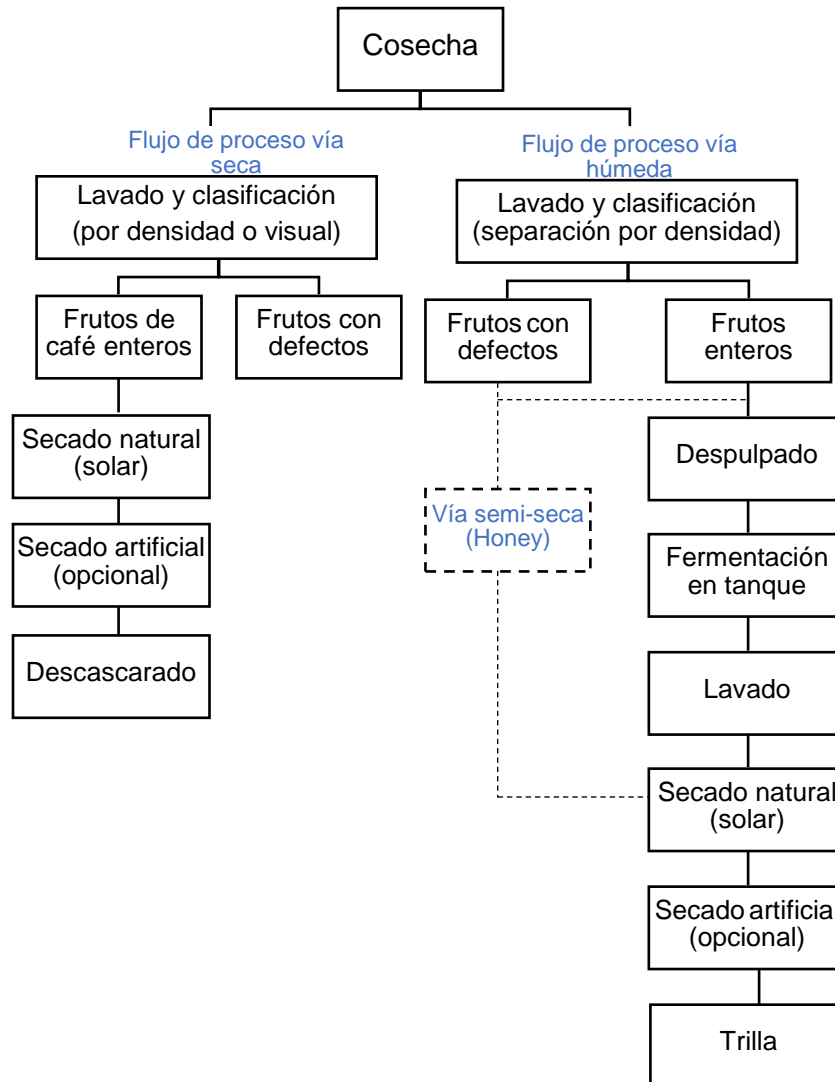 Cosecha
Flujo de proceso vía
seca
Lavado y clasificación
(por densidad o visual)
Frutos de
café enteros
Frutos con
defectos
Secado natural
(solar)
Secado artificial
(opcional)
Descascarado
Flujo de proceso vía
húmeda
Lavado y clasificación
(separación por densidad)
Frutos con
defectos
Frutos
enteros
Vía semi-seca
(Honey)
Despulpado
Fermentación
en tanque
Lavado
Secado natural
(solar)
Secado artificial
(opcional)
Trilla